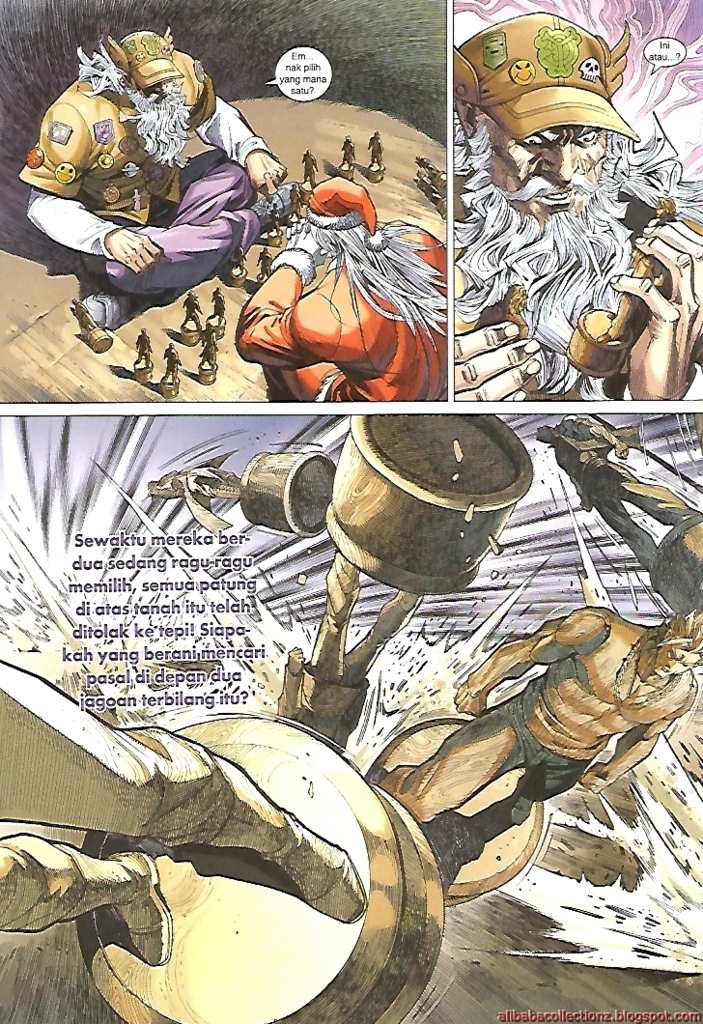 Em...
nak pilih
yang mana
satu?
Ini
atau...?
Sewaktu mereka ber-
dua sedang ragu-ragu
memilih, semua patung
di atas tanah itu telah
ditolak ke tepi! Siapa-
kah yang berani mencari
pasal di depan dua
jagoan terbilang itu?
alibabacollectionz.blogspot.com